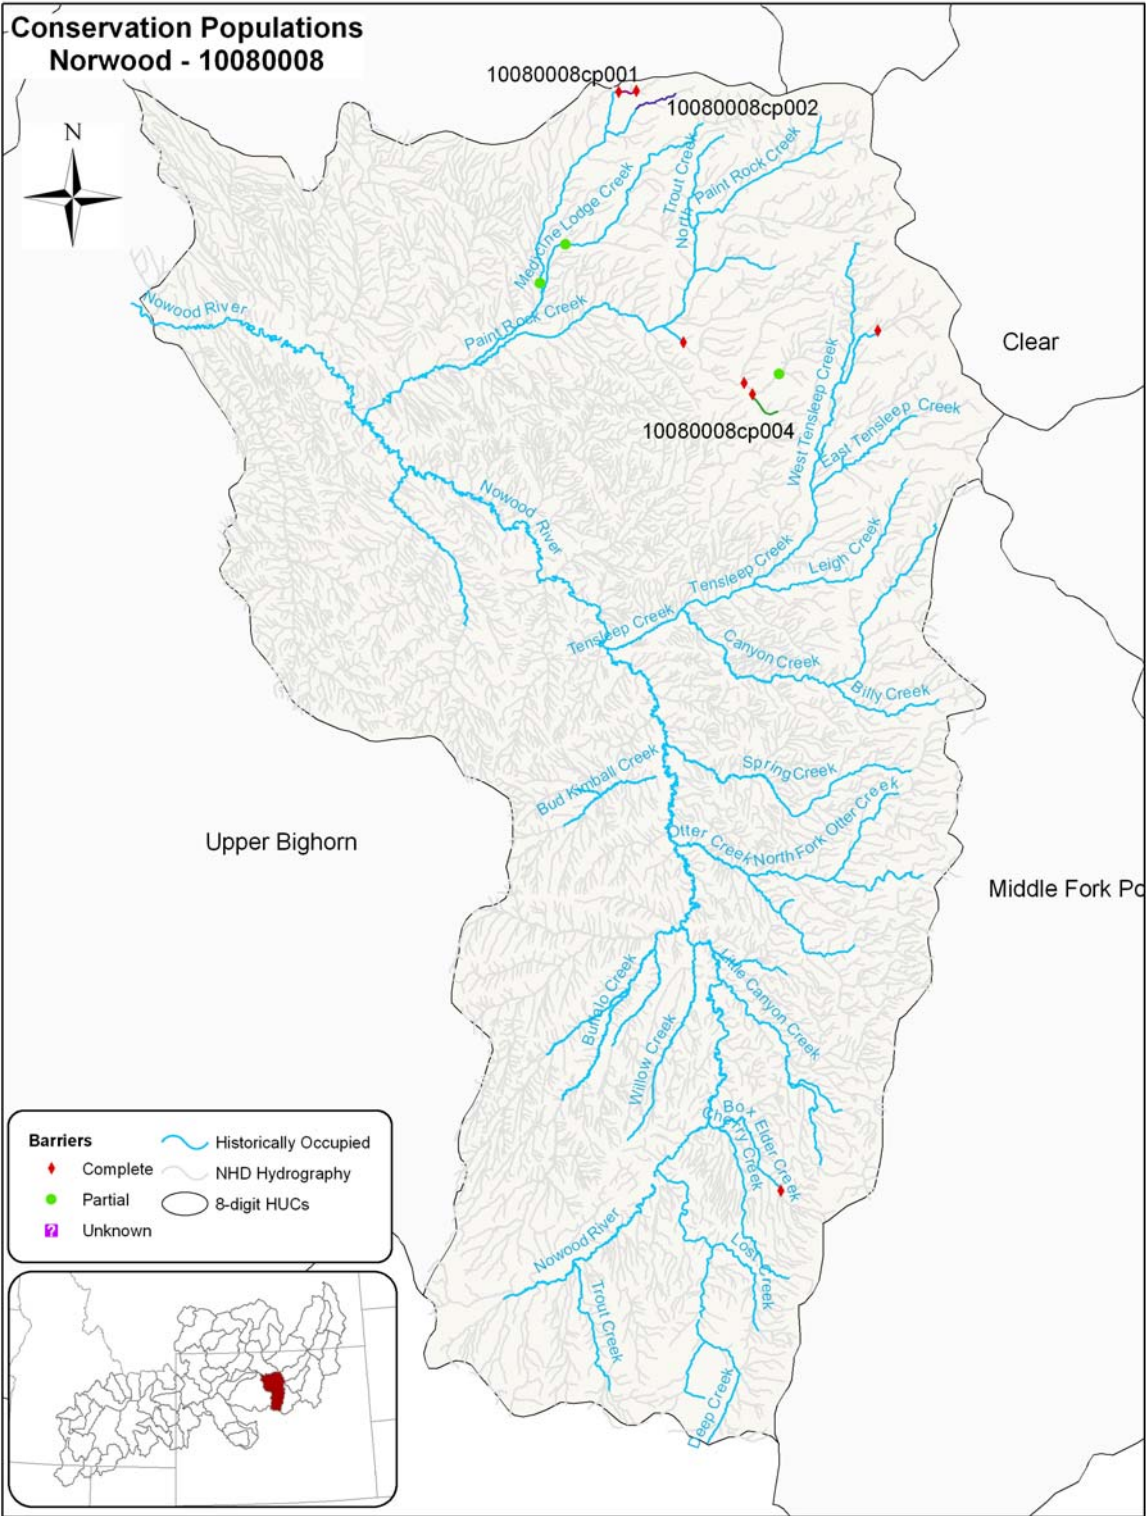 Conservation Populations
Norwood - 10080008
N
10080008cp001
10080008cp002
Trout Creek
North Paint Rock Creek
Medicine Lodge Creek
Nowood River
Paint Rock Creek
Clear
West Tensleep Creek
East Tensleep Creek
10080008cp004
Nowood River
Leigh Creek
Tensleep Creek
Tensleep Creek
Canyon Creek
Billy Creek
Bud Kimball Creek
SpringCreek
Otter Creek
North Fork Otter Creek
Upper Bighorn
Middle Fork Po
Buffalo Creek
Little Canyon Creek
Willow Creek
Box Elder Creek
Cherry Creek
Nowood River
Lost Creek
Trout Creek
Deep Creek
Barriers
Complete
Partial
?
Unknown
Historically Occupied
NHD Hydrography
8-digit HUCs